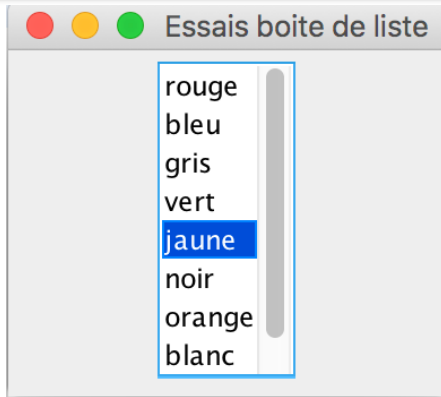 Essais boite de liste
rouge
bleu
gris
vert
jaune
noir
orange
blanc